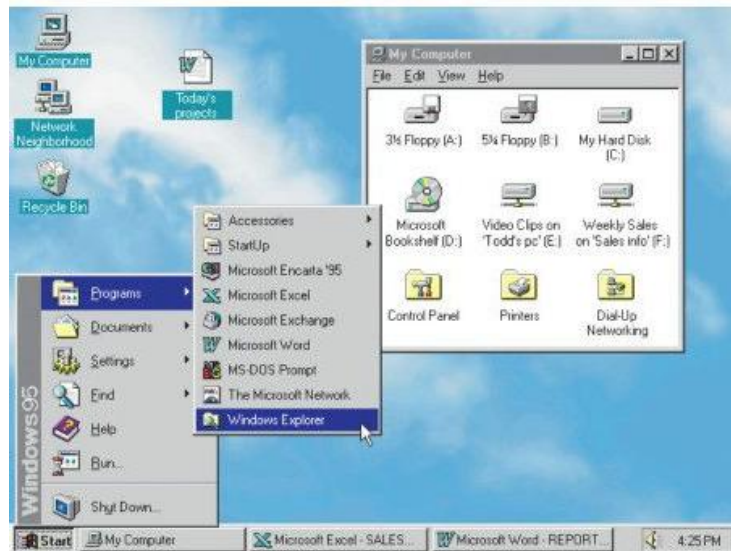 My Computer
Network
Neighborhood
Recycle Bin
Today's
projects
My Computer
File Edit View Help
3½ Floppy (A:)
5¼ Floppy (B:)
My Hard Disk
(C:)
Microsoft
Bookshelf (D:)
Video Clips on
'Todd's pc' (E:)
Weekly Sales
on 'Sales info' (F:)
Control Panel
Printers
Dial-Up
Networking
Accessories
StartUp
Microsoft Encarta '95
Microsoft Excel
Microsoft Exchange
Microsoft Word
MS-DOS Prompt
The Microsoft Network
Windows Explorer
Programs
Documents
Settings
Find
Help
Run...
Shut Down...
Windows95
Start
My Computer
Microsoft Excel - SALES...
Microsoft Word - REPORT...
4:25 PM